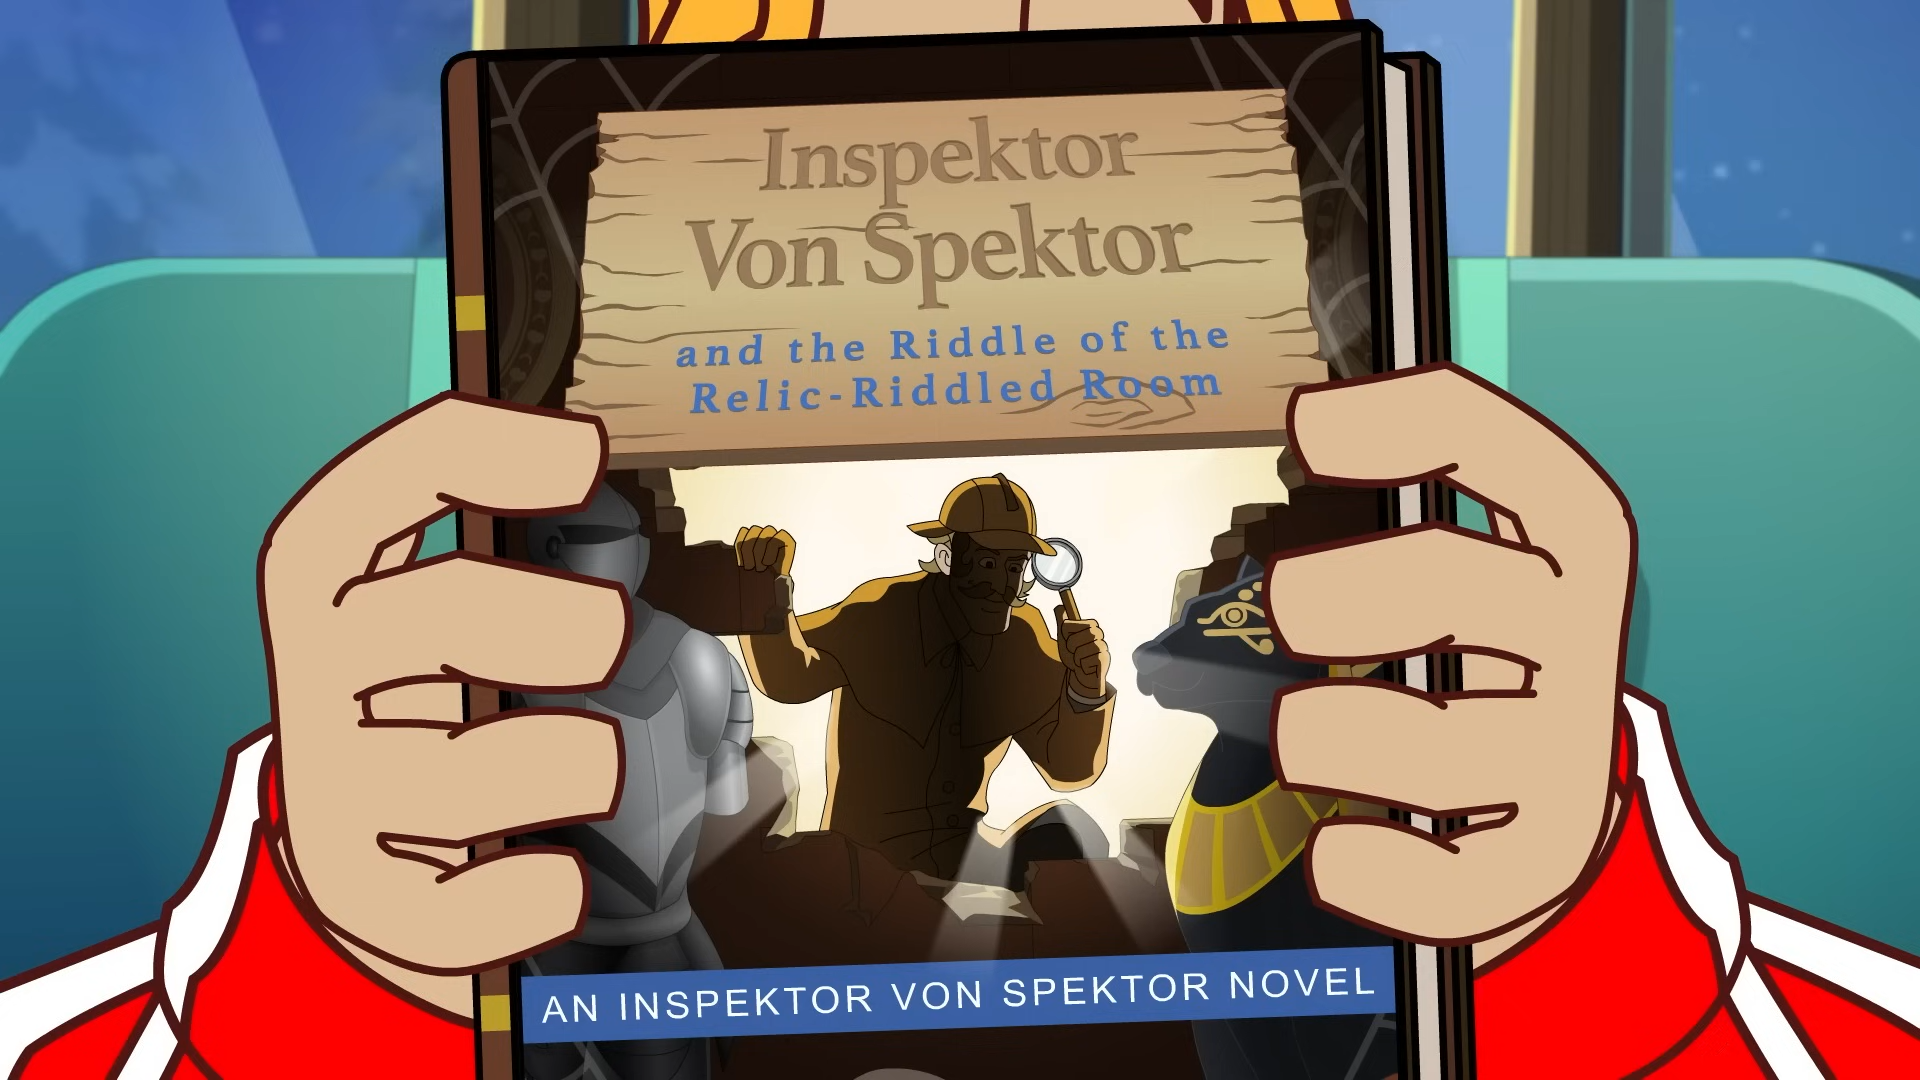 Inspektor
Von Spektor
and the Riddle of the
Relic-Riddled Room
AN INSPEKTOR VON SPEKTOR NOVEL